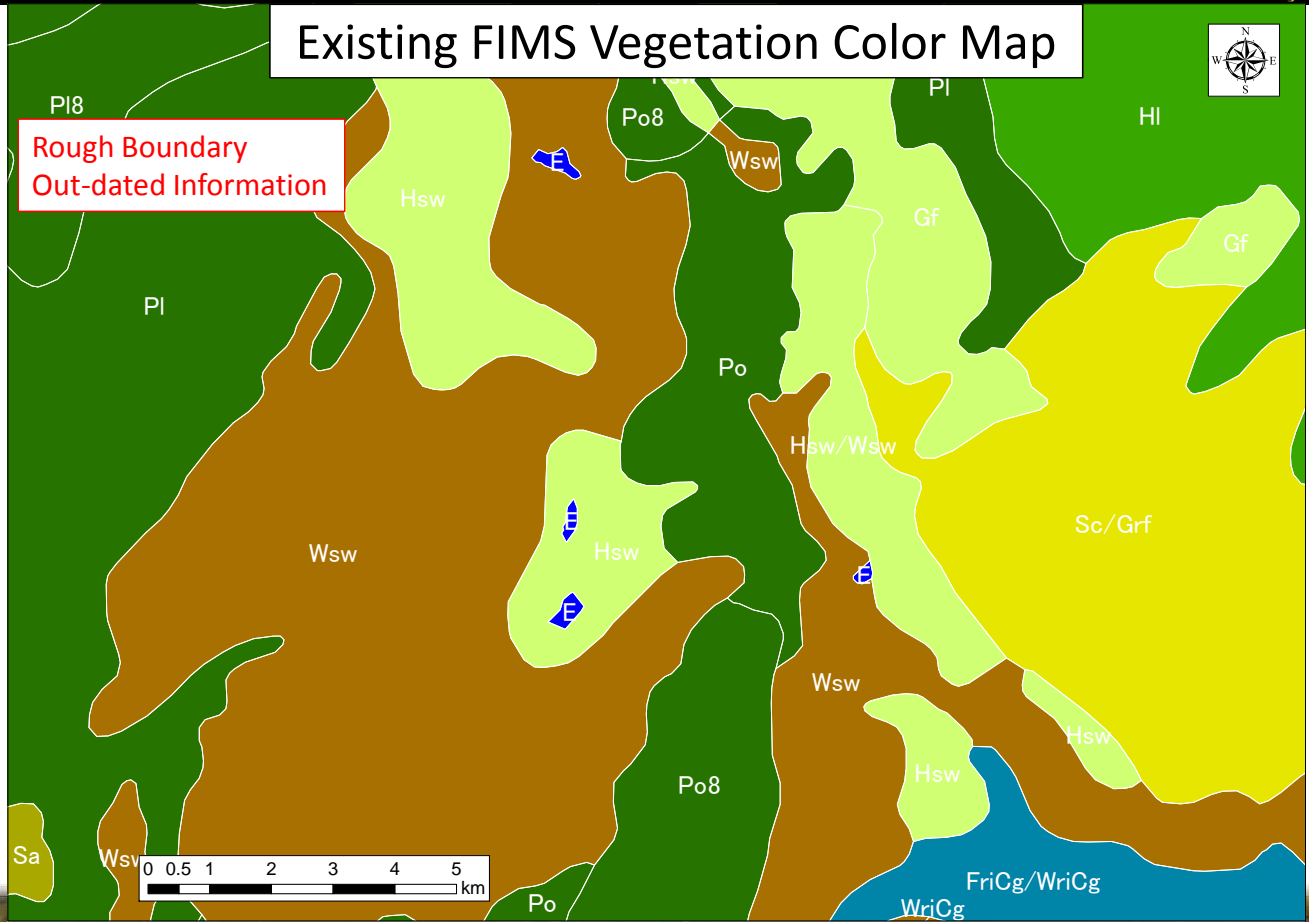 Existing FIMS Vegetation Color Map
N
W E
S
Pl8
Rough Boundary
Out-dated Information
Hsw
Po8
Pl
Hl
E
Wsw
Hsw
Gf
Gf
Pl
Po
Hsw/Wsw
E
Sc/Grf
Wsw
Hsw
E
E
Wsw
Hsw
Hsw
Po8
Sa
Wsw
0 0.5 1 2 3 4 5
km
FriCg/WriCg
Po
WriCg